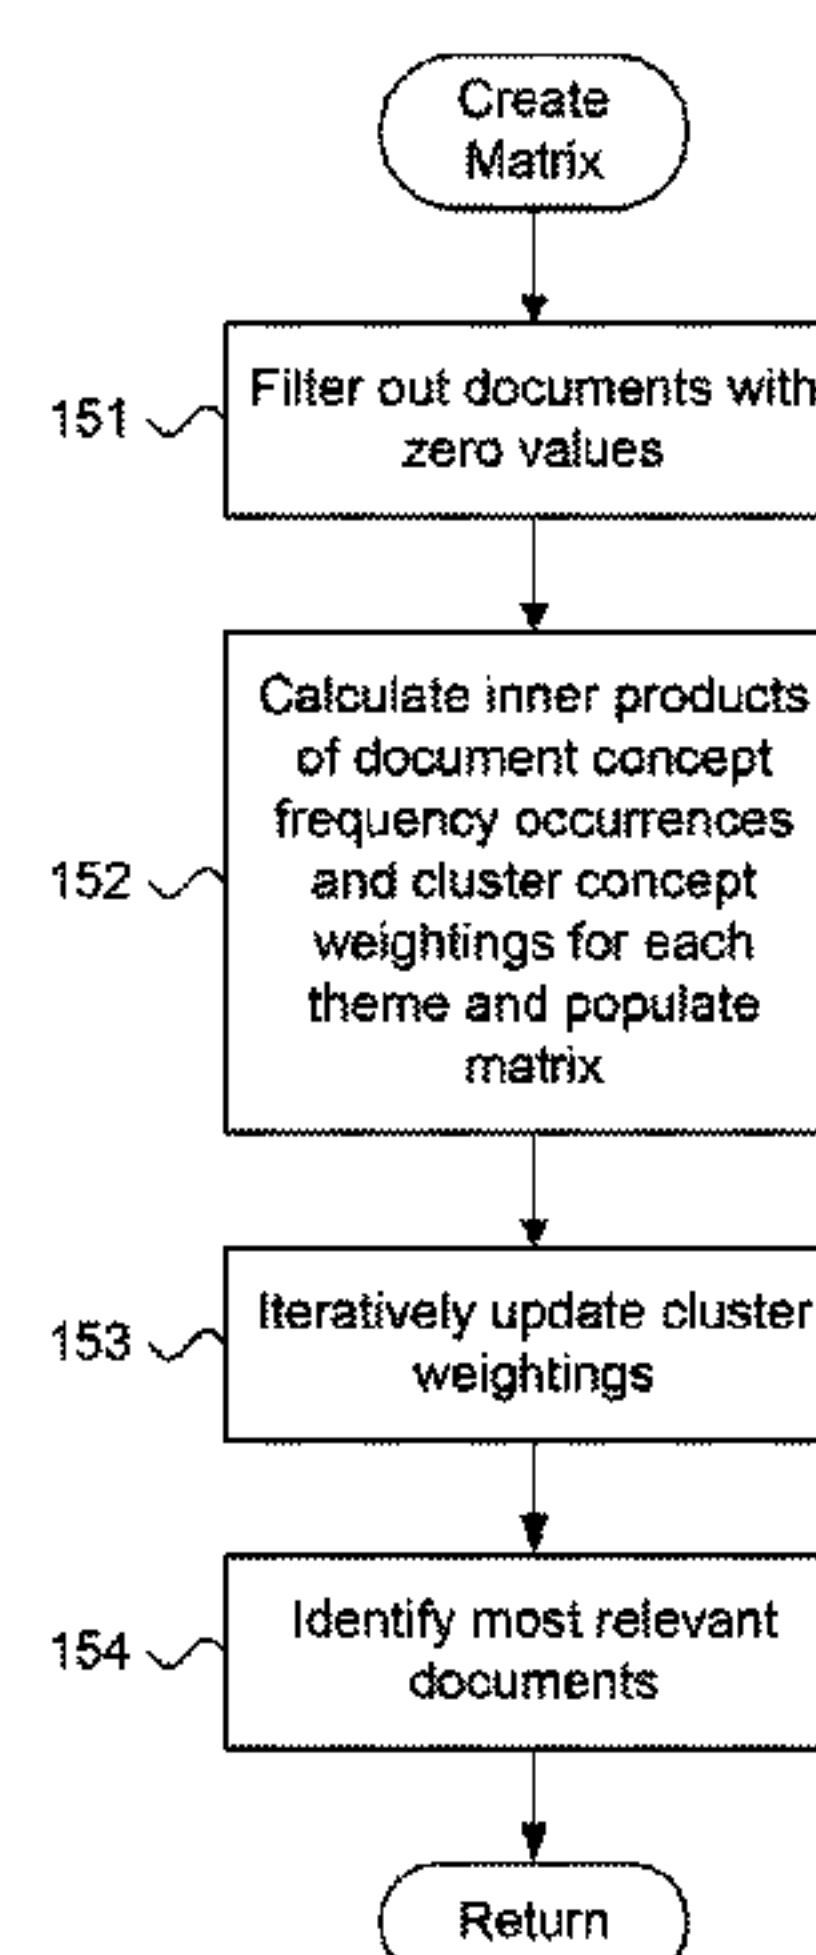 Create
Matrix
151
Filter out documents with
zero values
152
Calculate inner products
of document concept
frequency occurrences
and cluster concept
weightings for each
theme and populate
matrix
153
Iteratively update cluster
weightings
154
Identify most relevant
documents
Return